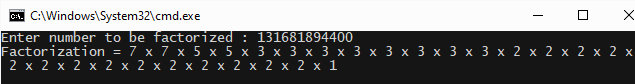 C:\Windows\System32\cmd.exe
Enter number to be factorized : 131681894400
Factorization = 7 x 7 x 5 x 5 x 3 x 3 x 3 x 3 x 3 x 3 x 3 x 3 x 2 x 2 x 2 x 2 x
2 x 2 x 2 x 2 x 2 x 2 x 2 x 2 x 2 x 2 x 1